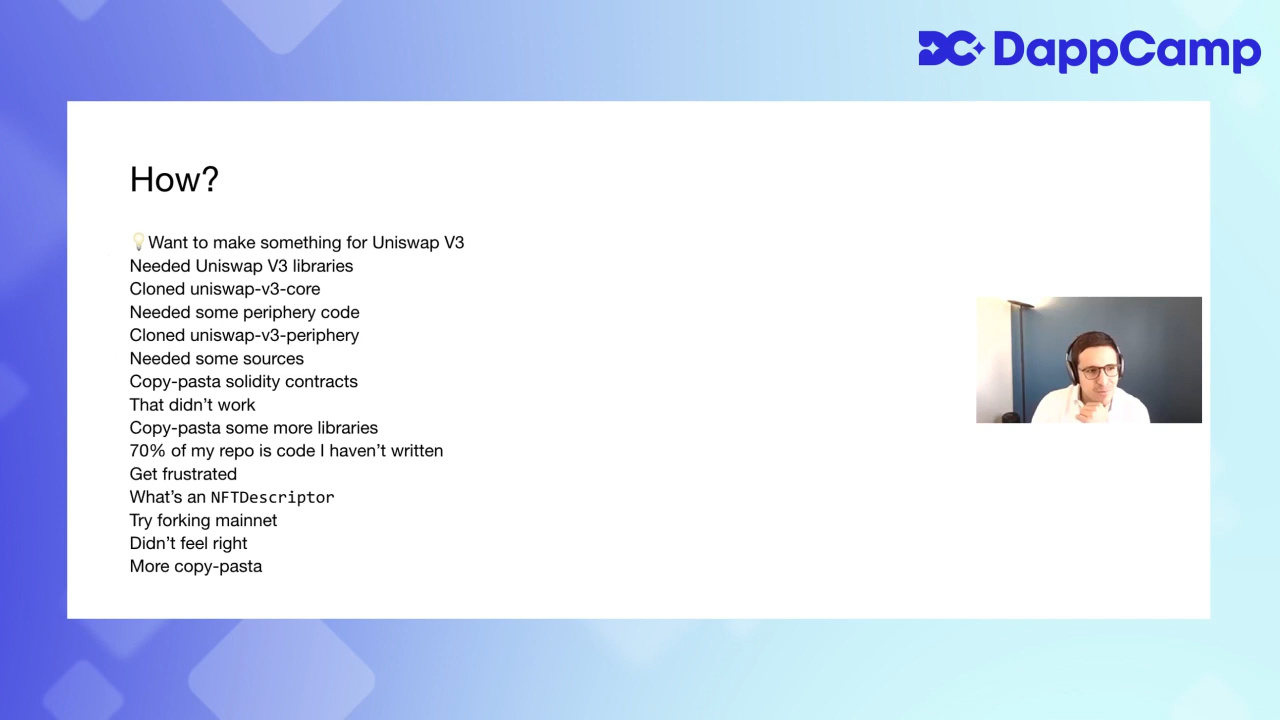 DappCamp
How?
💡Want to make something for Uniswap V3
Needed Uniswap V3 libraries
Cloned uniswap-v3-core
Needed some periphery code
Cloned uniswap-v3-periphery
Needed some sources
Copy-pasta solidity contracts
That didn’t work
Copy-pasta some more libraries
70% of my repo is code I haven’t written
Get frustrated
What’s an NFTDescriptor
Try forking mainnet
Didn’t feel right
More copy-pasta